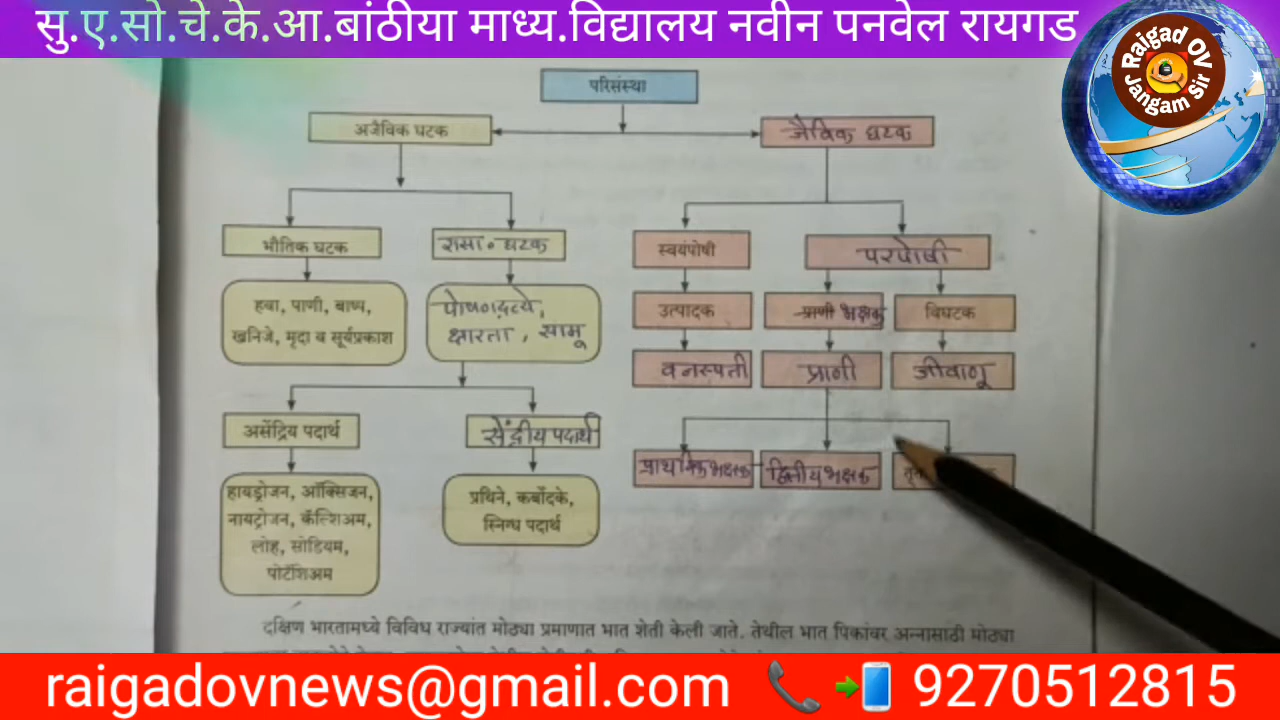 सु.ए.सो.चे.के.आ.बांठीया माध्य.विद्यालय नवीन पनवेल रायगड
Raigad OV
Jangam Sir
परिसंस्था
अजैविक घटक
जैविक घटक
भौतिक घटक
रासा. घटक
स्वयंपोषी
परपोषी
हवा, पाणी, बाष्प,
खनिजे, मृदा व सूर्यप्रकाश
पोषणद्रव्ये,
क्षारता, सामू
उत्पादक
प्राणी भक्षक
विघटक
वनस्पती
प्राणी
जीवाणू
असेंद्रिय पदार्थ
सेंद्रीय पदार्थ
प्राथमिक भक्षक
द्वितीय भक्षक
हायड्रोजन, ऑक्सिजन,
नायट्रोजन, कॅल्शिअम,
लोह, सोडियम,
पोटॅशिअम
प्रथिने, कर्बोदके,
स्निग्ध पदार्थ
दक्षिण भारतामध्ये विविध राज्यांत मोठ्या प्रमाणात भात शेती केली जाते. तेथील भात पिकांवर अन्नासाठी मोठ्या
raigadovnews@gmail.com 9270512815